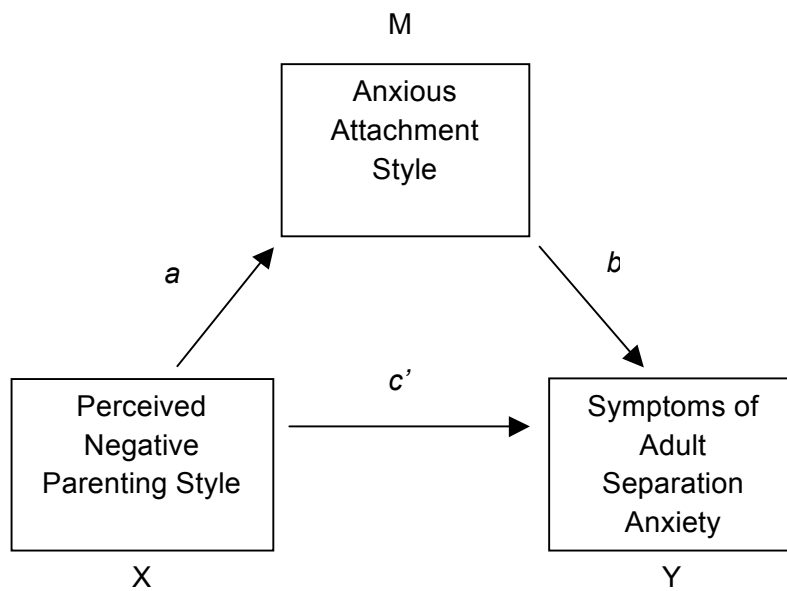 M
Anxious
Attachment
Style
a
b
c’
Perceived
Negative
Parenting Style
Symptoms of
Adult
Separation
Anxiety
X
Y